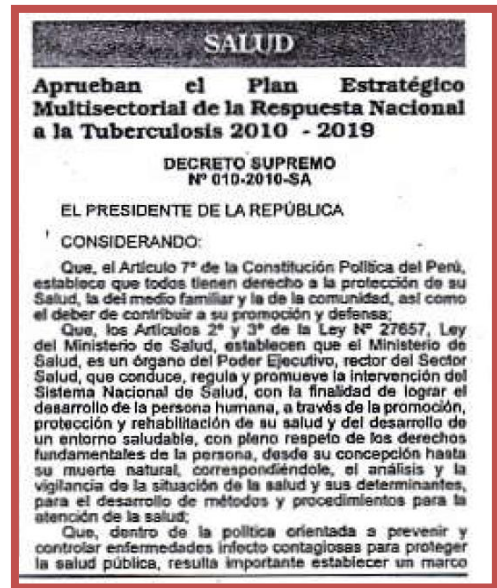 SALUD
Aprueban el Plan Estratégico
Multisectorial de la Respuesta Nacional
a la Tuberculosis 2010 - 2019
DECRETO SUPREMO
Nº 010-2010-SA
EL PRESIDENTE DE LA REPÚBLICA
CONSIDERANDO:
Que, el Artículo 7º de la Constitución Política del Perú,
establece que todos tienen derecho a la protección de su
Salud, la del medio familiar y la de la comunidad, así como
el deber de contribuir a su promoción y defensa;
Que, los Artículos 2º y 3º de la Ley Nº 27657, Ley
del Ministerio de Salud, establecen que el Ministerio de
Salud, es un órgano del Poder Ejecutivo, rector del Sector
Salud, que conduce, regula y promueve la intervención del
Sistema Nacional de Salud, con la finalidad de lograr el
desarrollo de la persona humana, a través de la promoción,
protección y rehabilitación de su salud y del desarrollo de
un entorno saludable, con pleno respeto de los derechos
fundamentales de la persona, desde su concepción hasta
su muerte natural, correspondiéndole, el análisis y la
vigilancia de la situación de la salud y sus determinantes,
para el desarrollo de métodos y procedimientos para la
atención de la salud;
Que, dentro de la política orientada a prevenir y
controlar enfermedades infecto contagiosas para proteger
la salud pública, resulta importante establecer un marco